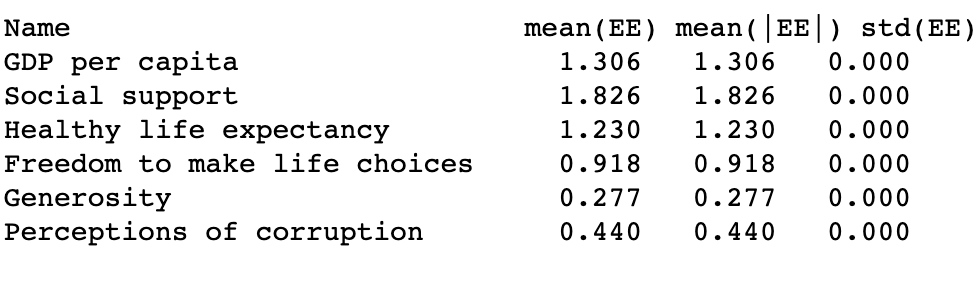 Name mean(EE) mean(|EE|) std(EE)
GDP per capita 1.306 1.306 0.000
Social support 1.826 1.826 0.000
Healthy life expectancy 1.230 1.230 0.000
Freedom to make life choices 0.918 0.918 0.000
Generosity 0.277 0.277 0.000
Perceptions of corruption 0.440 0.440 0.000